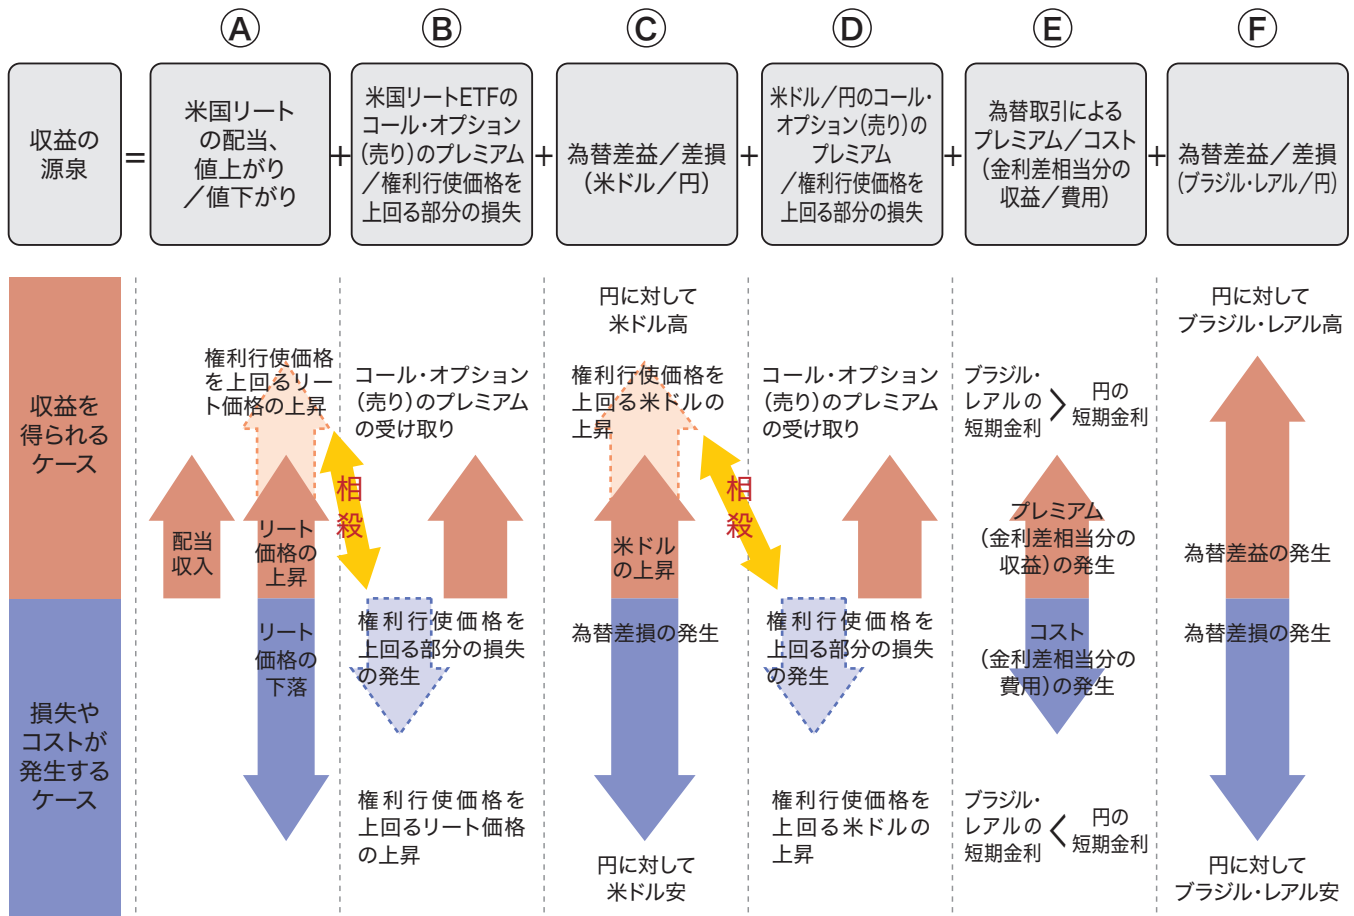 Ⓐ
Ⓑ
Ⓒ
Ⓓ
Ⓔ
Ⓕ
収益の
源泉
=
米国リート
の配当、
値上がり
／値下がり
+
米国リートETFの
コール・オプション
(売り)のプレミアム
／権利行使価格を
上回る部分の損失
+
為替差益／差損
(米ドル／円)
+
米ドル／円のコール・
オプション(売り)の
プレミアム
／権利行使価格を
上回る部分の損失
+
為替取引による
プレミアム／コスト
(金利差相当分の
収益／費用)
+
為替差益／差損
(ブラジル・レアル／円)
収益を
得られる
ケース
権利行使価格
を上回るリー
ト価格の上昇
配当
収入
リート
価格の
上昇
相
殺
コール・オプション
(売り)のプレミアム
の受け取り
円に対して
米ドル高
権利行使価格を
上回る米ドルの
上昇
米ドル
の上昇
相
殺
コール・オプション
(売り)のプレミアム
の受け取り
ブラジル・
レアルの
短期金利
＞
円の
短期金利
プレミアム
(金利差相当分の
収益)の発生
円に対して
ブラジル・レアル高
為替差益の発生
損失や
コストが
発生する
ケース
リート
価格の
下落
権利行使価格を
上回る部分の損失
の発生
権利行使価格を
上回るリート価格
の上昇
為替差損の発生
円に対して
米ドル安
権利行使価格を
上回る部分の損失
の発生
権利行使価格を
上回る米ドルの
上昇
コスト
(金利差相当分の
費用)の発生
ブラジル・
レアルの
短期金利
＜
円の
短期金利
為替差損の発生
円に対して
ブラジル・レアル安